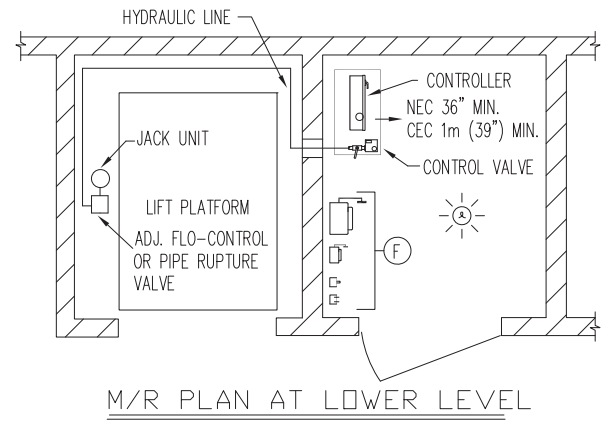 HYDRAULIC LINE
CONTROLLER
NEC 36” MIN.
CEC 1m (39”) MIN.
CONTROL VALVE
JACK UNIT
LIFT PLATFORM
ADJ. FLO-CONTROL
OR PIPE RUPTURE
VALVE
F
M/R PLAN AT LOWER LEVEL